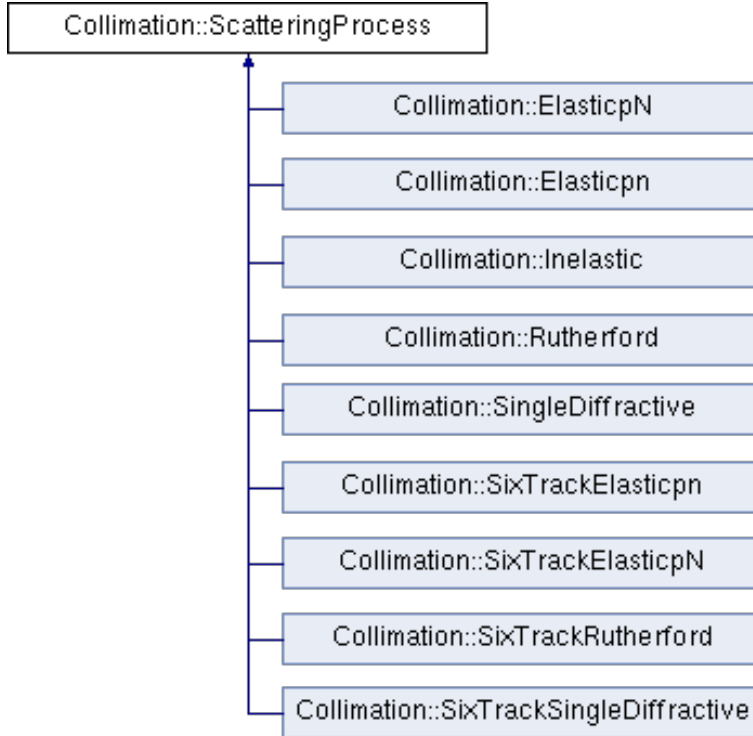 Collimation::ScatteringProcess
Collimation::ElasticpN
Collimation::Elasticpn
Collimation::Inelastic
Collimation::Rutherford
Collimation::SingleDiffractive
Collimation::SixTrackElasticpn
Collimation::SixTrackElasticpN
Collimation::SixTrackRutherford
Collimation::SixTrackSingleDiffractive